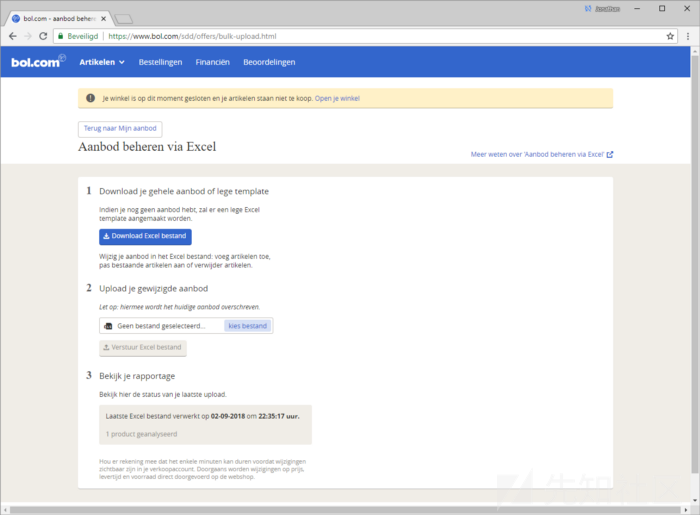 bol.com - aanbod beheren
Jonathan
Beveiligd
https://www.bol.com/sdd/offers/bulk-upload.html
bol.com
Artikelen
Bestellingen
Financiën
Beoordelingen
Je winkel is op dit moment gesloten en je artikelen staan niet te koop. Open je winkel
Terug naar Mijn aanbod
Aanbod beheren via Excel
Meer weten over 'Aanbod beheren via Excel'
1 Download je gehele aanbod of lege template
Indien je nog geen aanbod hebt, zal er een lege Excel
template aangemaakt worden.
Download Excel bestand
Wijzig je aanbod in het Excel bestand: voeg artikelen toe,
pas bestaande artikelen aan of verwijder artikelen.
2 Upload je gewijzigde aanbod
Let op: hiermee wordt het huidige aanbod overschreven.
Geen bestand geselecteerd... kies bestand
Verstuur Excel bestand
3 Bekijk je rapportage
Bekijk hier de status van je laatste upload.
Laatste Excel bestand verwerkt op 02-09-2018 om 22:35:17 uur.
1 product geanalyseerd
Hou er rekening mee dat het enkele minuten kan duren voordat wijzigingen
zichtbaar zijn in je verkoopaccount. Doorgaans worden wijzigingen op prijs,
levertijd en voorraad direct doorgevoerd op de webshop.